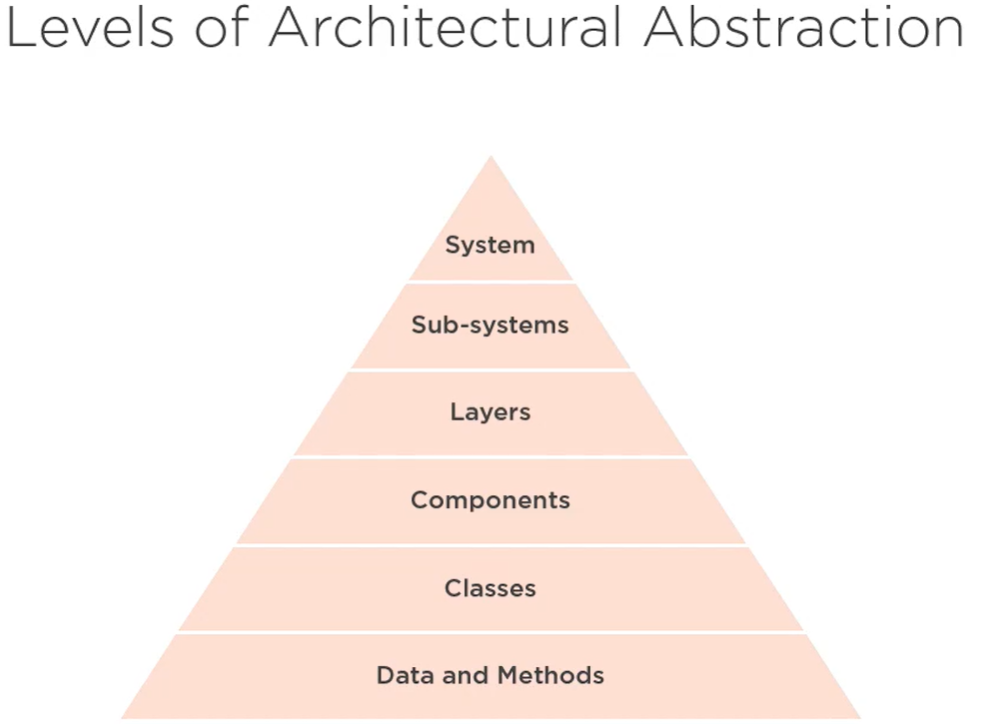 Levels of Architectural Abstraction
System
Sub-systems
Layers
Components
Classes
Data and Methods